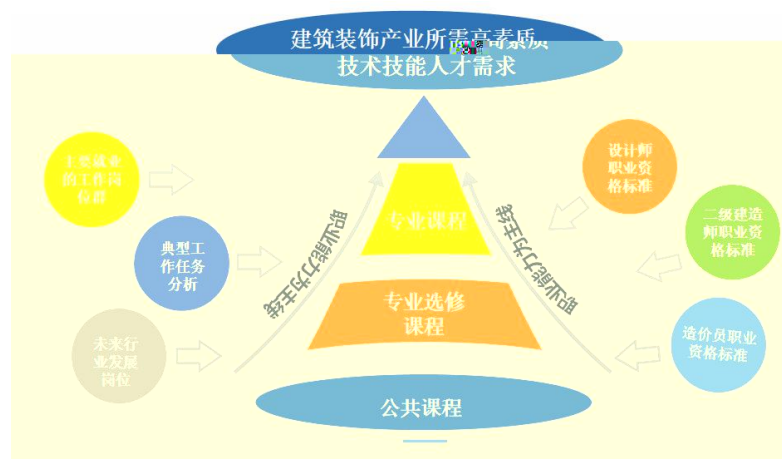 建筑装饰产业所需高素质
技术技能人才需求
主要就业
的工作岗
位群
设计师
职业资
格标准
二级建造
师职业资
格标准
典型工
作任务
分析
专业课程
职业能力为主线
职业能力为主线
专业选修
课程
未来行
业发展
岗位
造价员职业
资格标准
公共课程